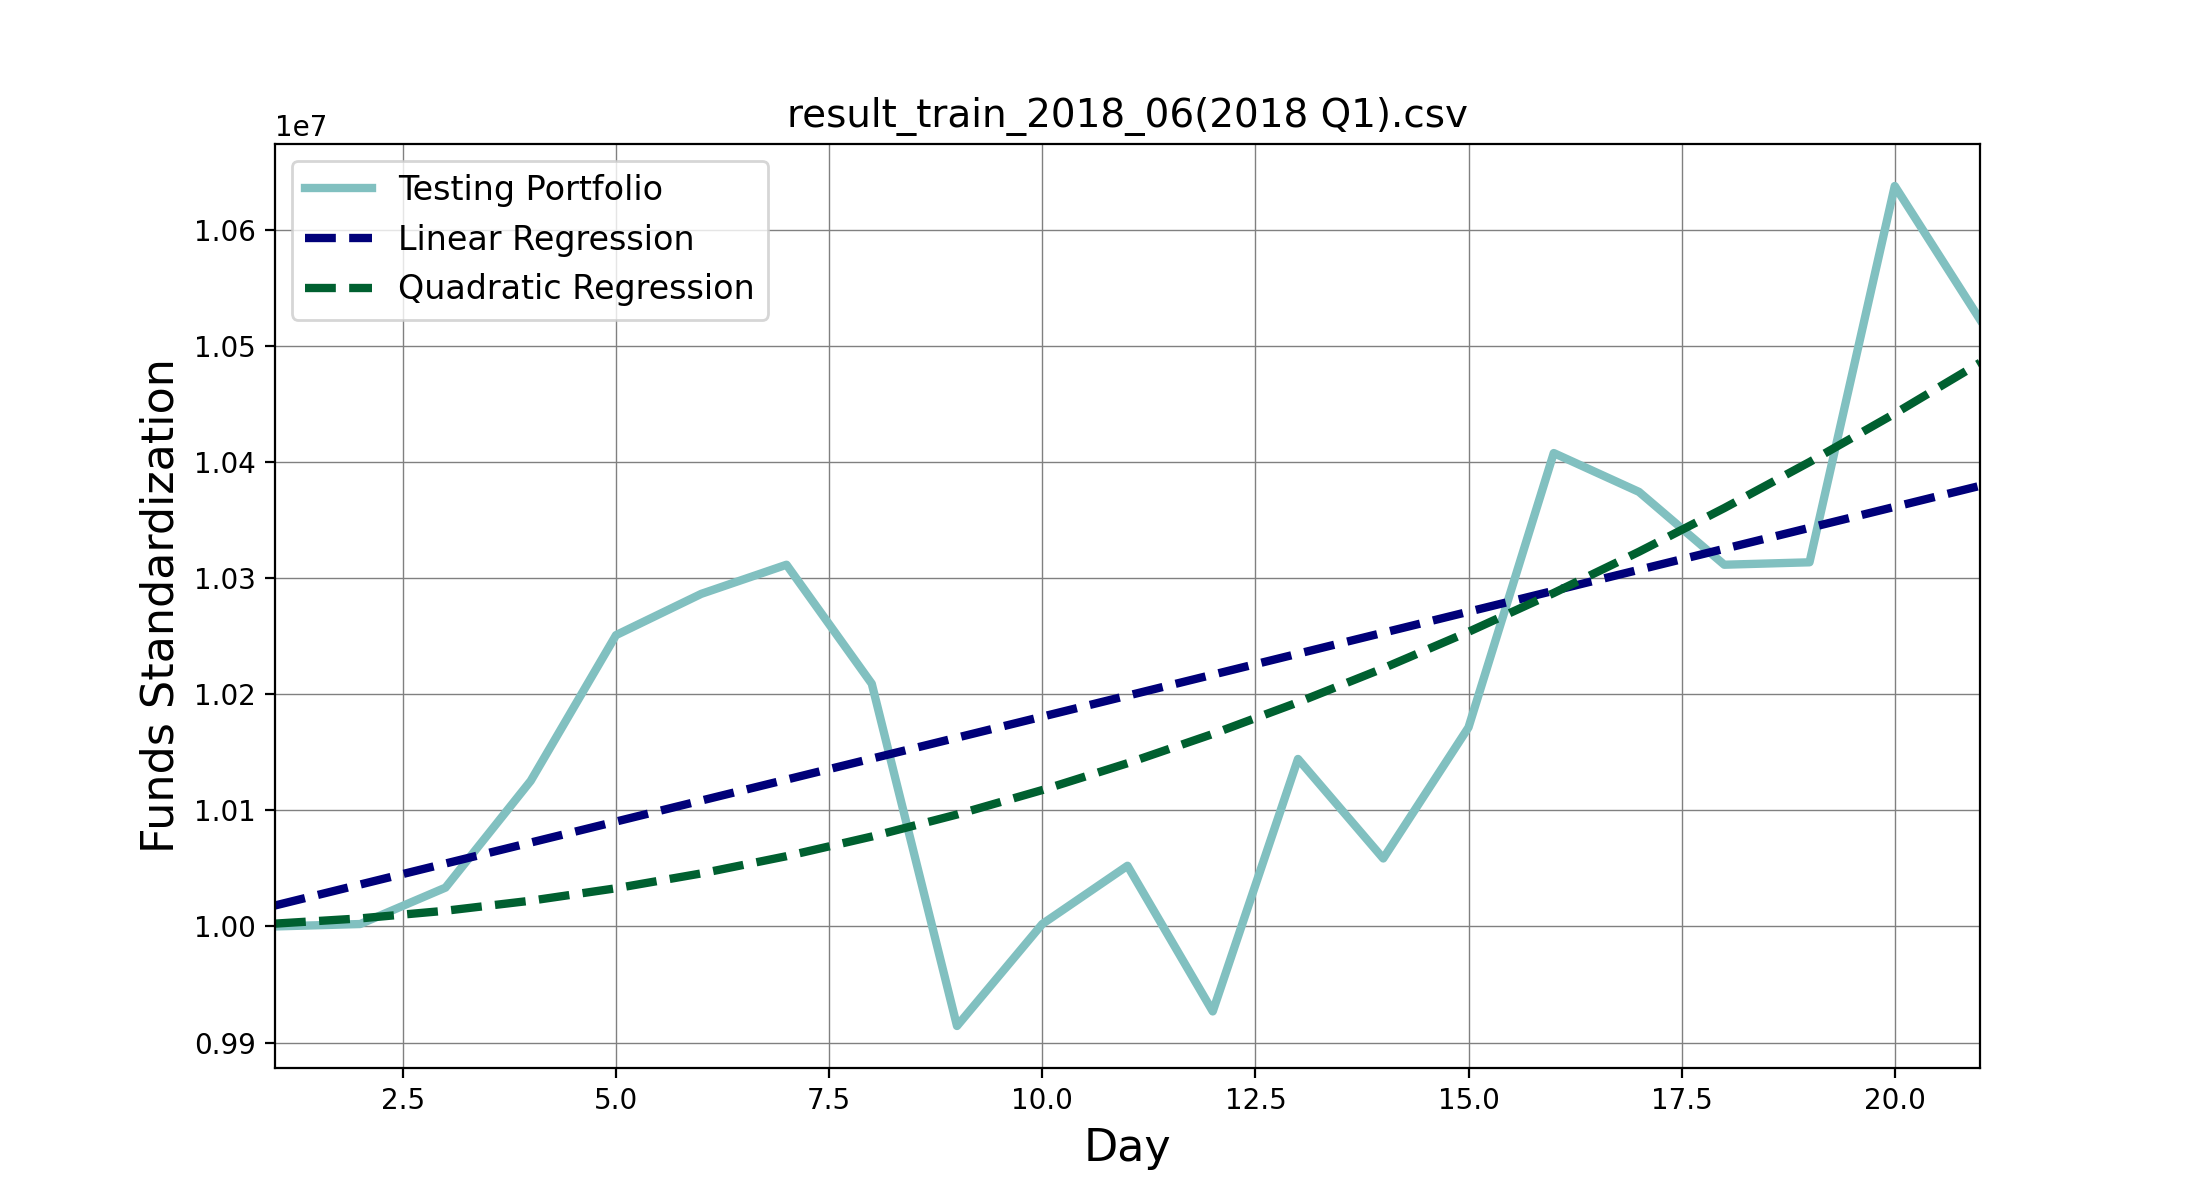 result_train_2018_06(2018 Q1).csv
1e7
Testing Portfolio
Linear Regression
Quadratic Regression
1.06
1.05
1.04
1.03
1.02
1.01
1.00
0.99
Funds Standardization
2.5 5.0 7.5 10.0 12.5 15.0 17.5 20.0
Day